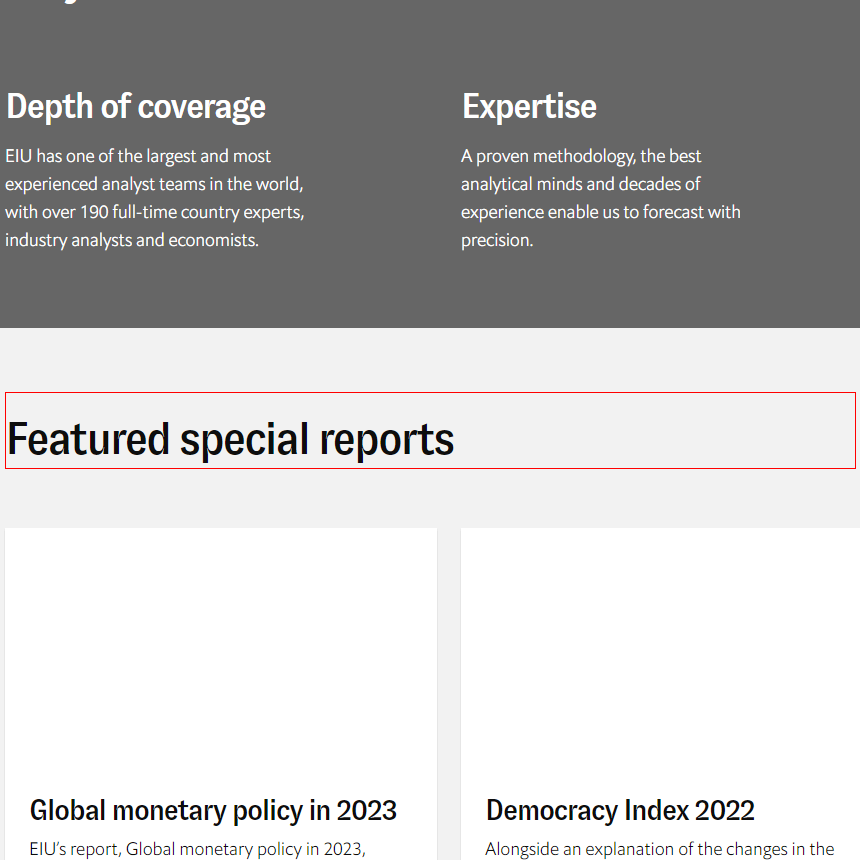 Depth of coverage
EIU has one of the largest and most
experienced analyst teams in the world,
with over 190 full-time country experts,
industry analysts and economists.
Expertise
A proven methodology, the best
analytical minds and decades of
experience enable us to forecast with
precision.
Featured special reports
Global monetary policy in 2023
EIU’s report, Global monetary policy in 2023,
Democracy Index 2022
Alongside an explanation of the changes in the